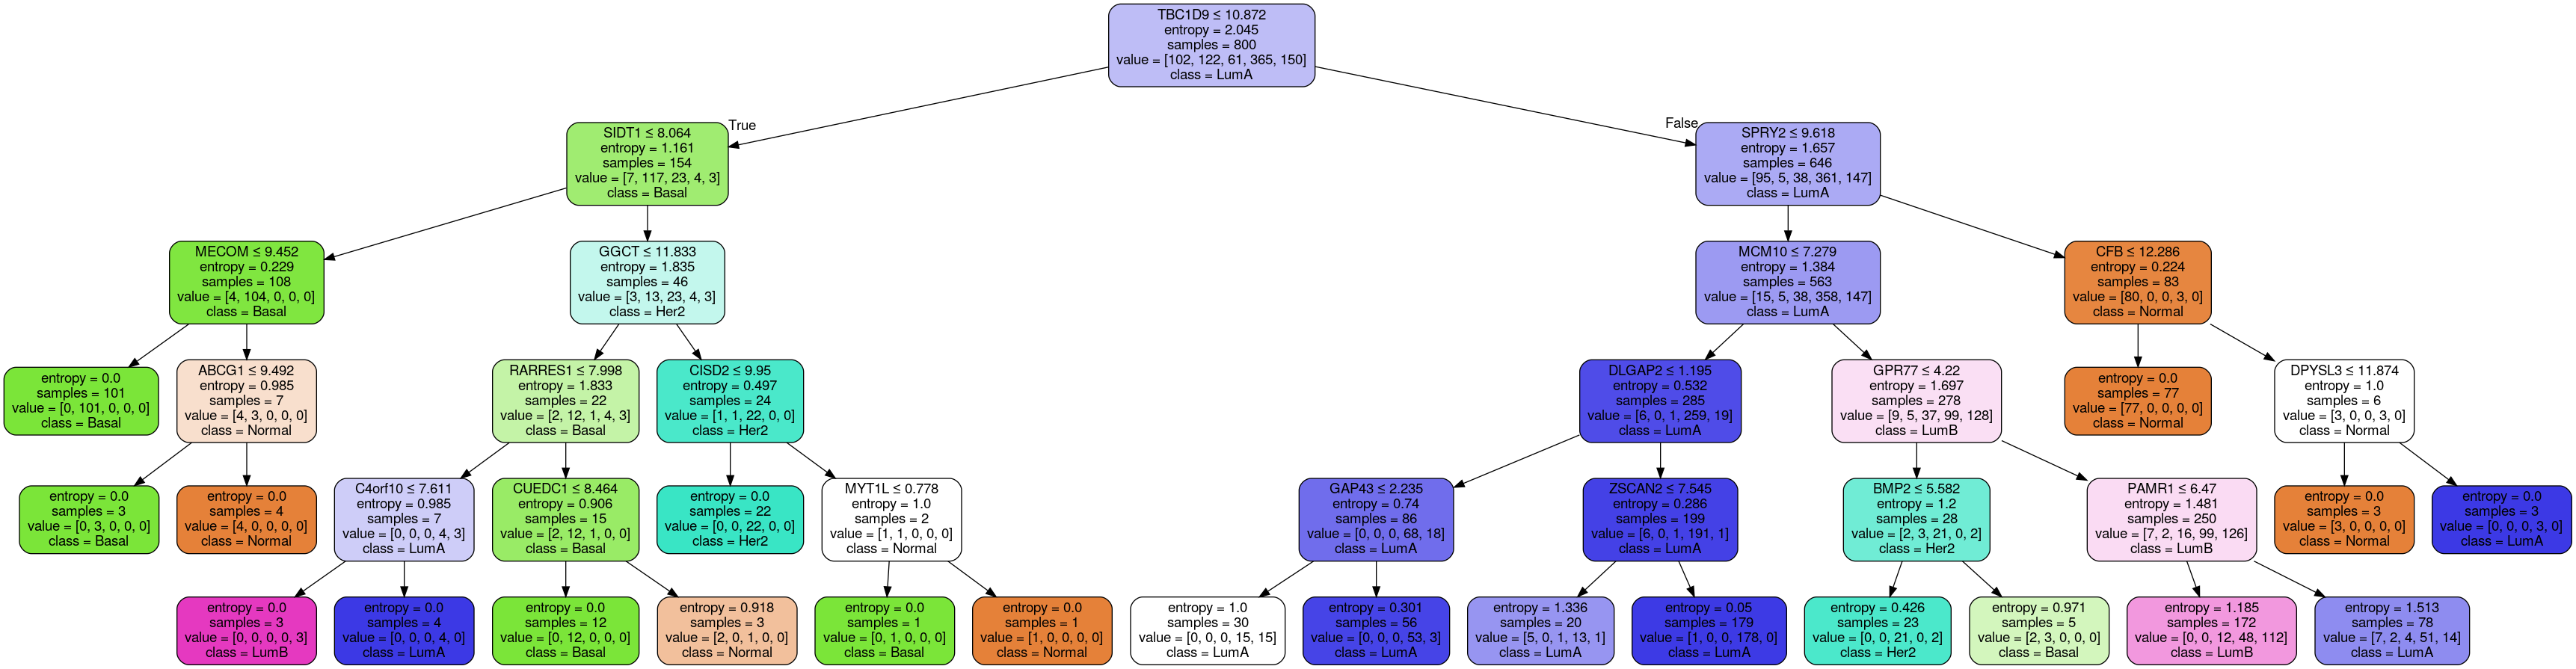 TBC1D9 ≤ 10.872
entropy = 2.045
samples = 800
value = [102, 122, 61, 365, 150]
class = LumA
True
False
SIDT1 ≤ 8.064
entropy = 1.161
samples = 154
value = [7, 117, 23, 4, 3]
class = Basal
SPRY2 ≤ 9.618
entropy = 1.657
samples = 646
value = [95, 5, 38, 361, 147]
class = LumA
MECOM ≤ 9.452
entropy = 0.229
samples = 108
value = [4, 104, 0, 0, 0]
class = Basal
GGCT ≤ 11.833
entropy = 1.835
samples = 46
value = [3, 13, 23, 4, 3]
class = Her2
MCM10 ≤ 7.279
entropy = 1.384
samples = 563
value = [15, 5, 38, 358, 147]
class = LumA
CFB ≤ 12.286
entropy = 0.224
samples = 83
value = [80, 0, 0, 3, 0]
class = Normal
entropy = 0.0
samples = 101
value = [0, 101, 0, 0, 0]
class = Basal
ABCG1 ≤ 9.492
entropy = 0.985
samples = 7
value = [4, 3, 0, 0, 0]
class = Normal
RARRES1 ≤ 7.998
entropy = 1.833
samples = 22
value = [2, 12, 1, 4, 3]
class = Basal
CISD2 ≤ 9.95
entropy = 0.497
samples = 24
value = [1, 1, 22, 0, 0]
class = Her2
DLGAP2 ≤ 1.195
entropy = 0.532
samples = 285
value = [6, 0, 1, 259, 19]
class = LumA
GPR77 ≤ 4.22
entropy = 1.697
samples = 278
value = [9, 5, 37, 99, 128]
class = LumB
entropy = 0.0
samples = 77
value = [77, 0, 0, 0, 0]
class = Normal
DPYSL3 ≤ 11.874
entropy = 1.0
samples = 6
value = [3, 0, 0, 3, 0]
class = Normal
entropy = 0.0
samples = 3
value = [0, 3, 0, 0, 0]
class = Basal
entropy = 0.0
samples = 4
value = [4, 0, 0, 0, 0]
class = Normal
C4orf10 ≤ 7.611
entropy = 0.985
samples = 7
value = [0, 0, 0, 4, 3]
class = LumA
CUEDC1 ≤ 8.464
entropy = 0.906
samples = 15
value = [2, 12, 1, 0, 0]
class = Basal
entropy = 0.0
samples = 22
value = [0, 0, 22, 0, 0]
class = Her2
MYT1L ≤ 0.778
entropy = 1.0
samples = 2
value = [1, 1, 0, 0, 0]
class = Normal
GAP43 ≤ 2.235
entropy = 0.74
samples = 86
value = [0, 0, 0, 68, 18]
class = LumA
ZSCAN2 ≤ 7.545
entropy = 0.286
samples = 199
value = [6, 0, 1, 191, 1]
class = LumA
BMP2 ≤ 5.582
entropy = 1.2
samples = 28
value = [2, 3, 21, 0, 2]
class = Her2
PAMR1 ≤ 6.47
entropy = 1.481
samples = 250
value = [7, 2, 16, 99, 126]
class = LumB
entropy = 0.0
samples = 3
value = [3, 0, 0, 0, 0]
class = Normal
entropy = 0.0
samples = 3
value = [0, 0, 0, 3, 0]
class = LumA
entropy = 0.0
samples = 3
value = [0, 0, 0, 0, 3]
class = LumB
entropy = 0.0
samples = 4
value = [0, 0, 0, 4, 0]
class = LumA
entropy = 0.0
samples = 12
value = [0, 12, 0, 0, 0]
class = Basal
entropy = 0.918
samples = 3
value = [2, 0, 1, 0, 0]
class = Normal
entropy = 0.0
samples = 1
value = [0, 1, 0, 0, 0]
class = Basal
entropy = 0.0
samples = 1
value = [1, 0, 0, 0, 0]
class = Normal
entropy = 1.0
samples = 30
value = [0, 0, 0, 15, 15]
class = LumA
entropy = 0.301
samples = 56
value = [0, 0, 0, 53, 3]
class = LumA
entropy = 1.336
samples = 20
value = [5, 0, 1, 13, 1]
class = LumA
entropy = 0.05
samples = 179
value = [1, 0, 0, 178, 0]
class = LumA
entropy = 0.426
samples = 23
value = [0, 0, 21, 0, 2]
class = Her2
entropy = 0.971
samples = 5
value = [2, 3, 0, 0, 0]
class = Basal
entropy = 1.185
samples = 172
value = [0, 0, 12, 48, 112]
class = LumB
entropy = 1.513
samples = 78
value = [7, 2, 4, 51, 14]
class = LumA